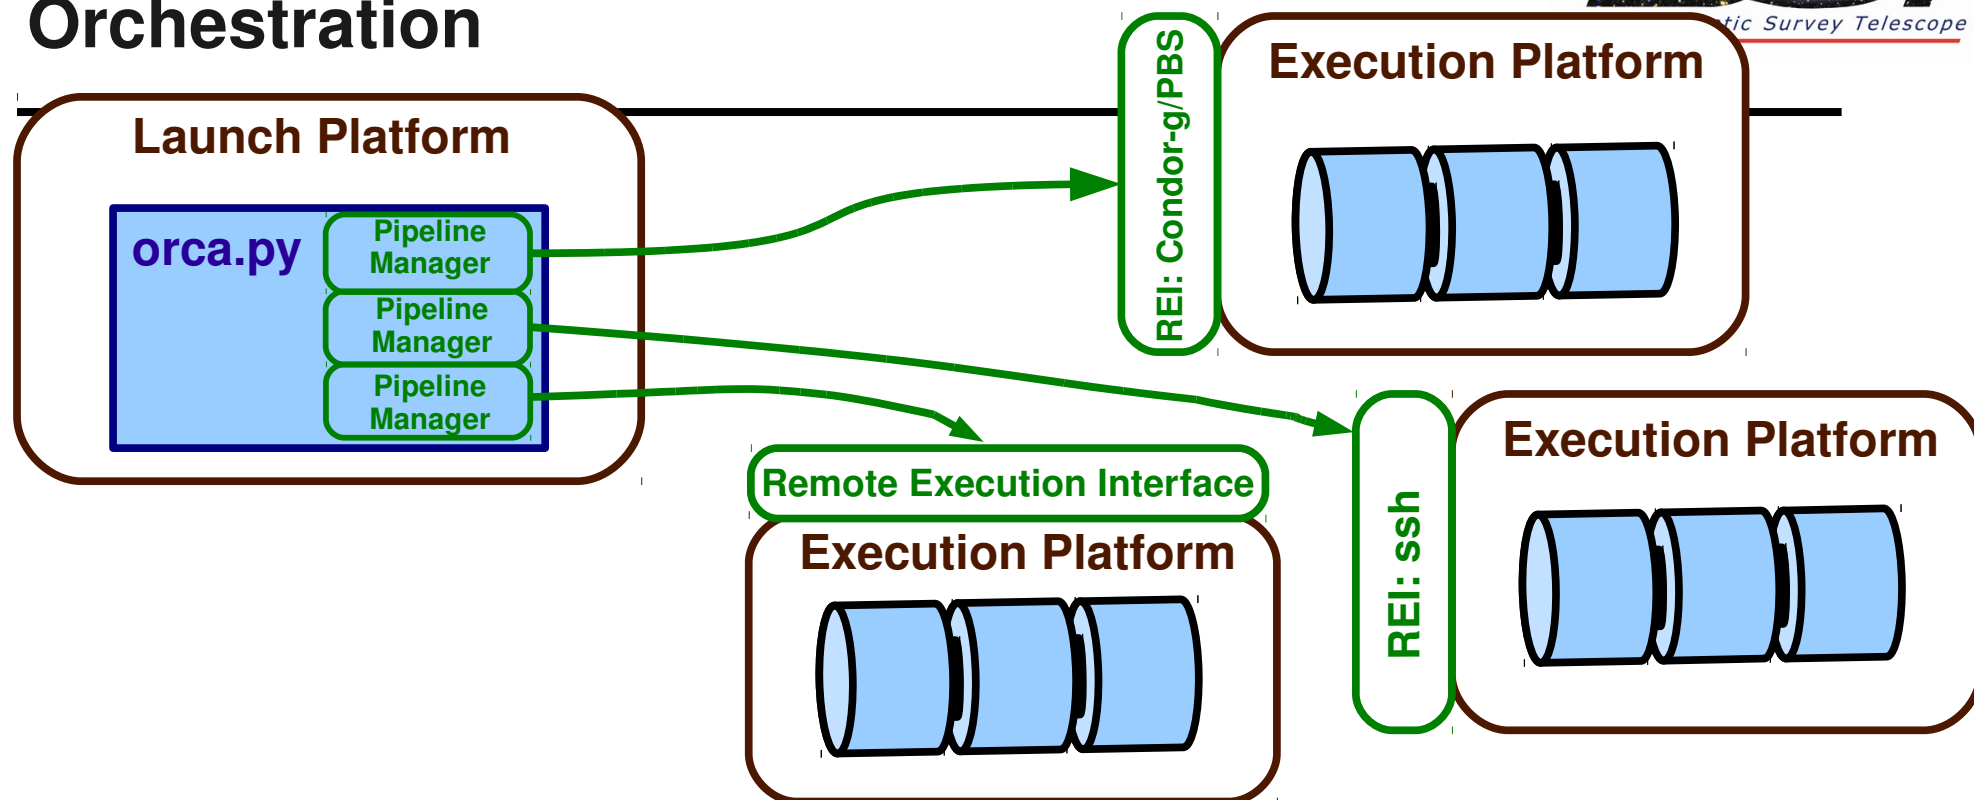 Orchestration
Survey Telescope
Launch Platform
orca.py
Pipeline
Manager
Pipeline
Manager
Pipeline
Manager
REI: Condor-g/PBS
Execution Platform
Remote Execution Interface
Execution Platform
REI: ssh
Execution Platform